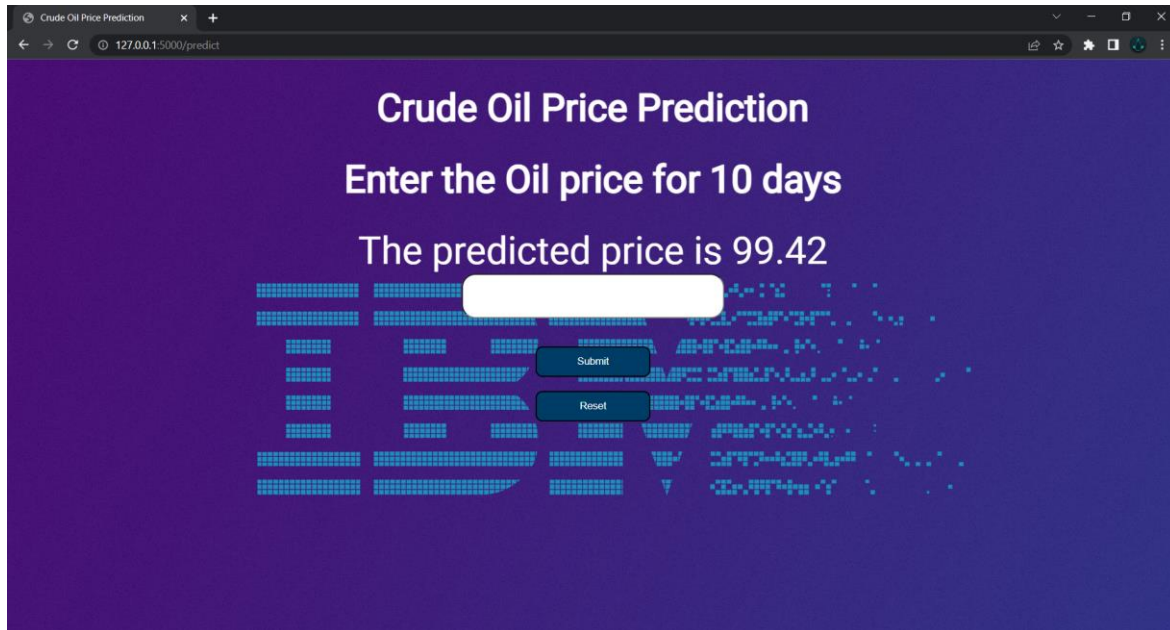 Crude Oil Price Prediction
127.0.0.1:5000/predict
Crude Oil Price Prediction
Enter the Oil price for 10 days
The predicted price is 99.42
Submit
Reset
IBM